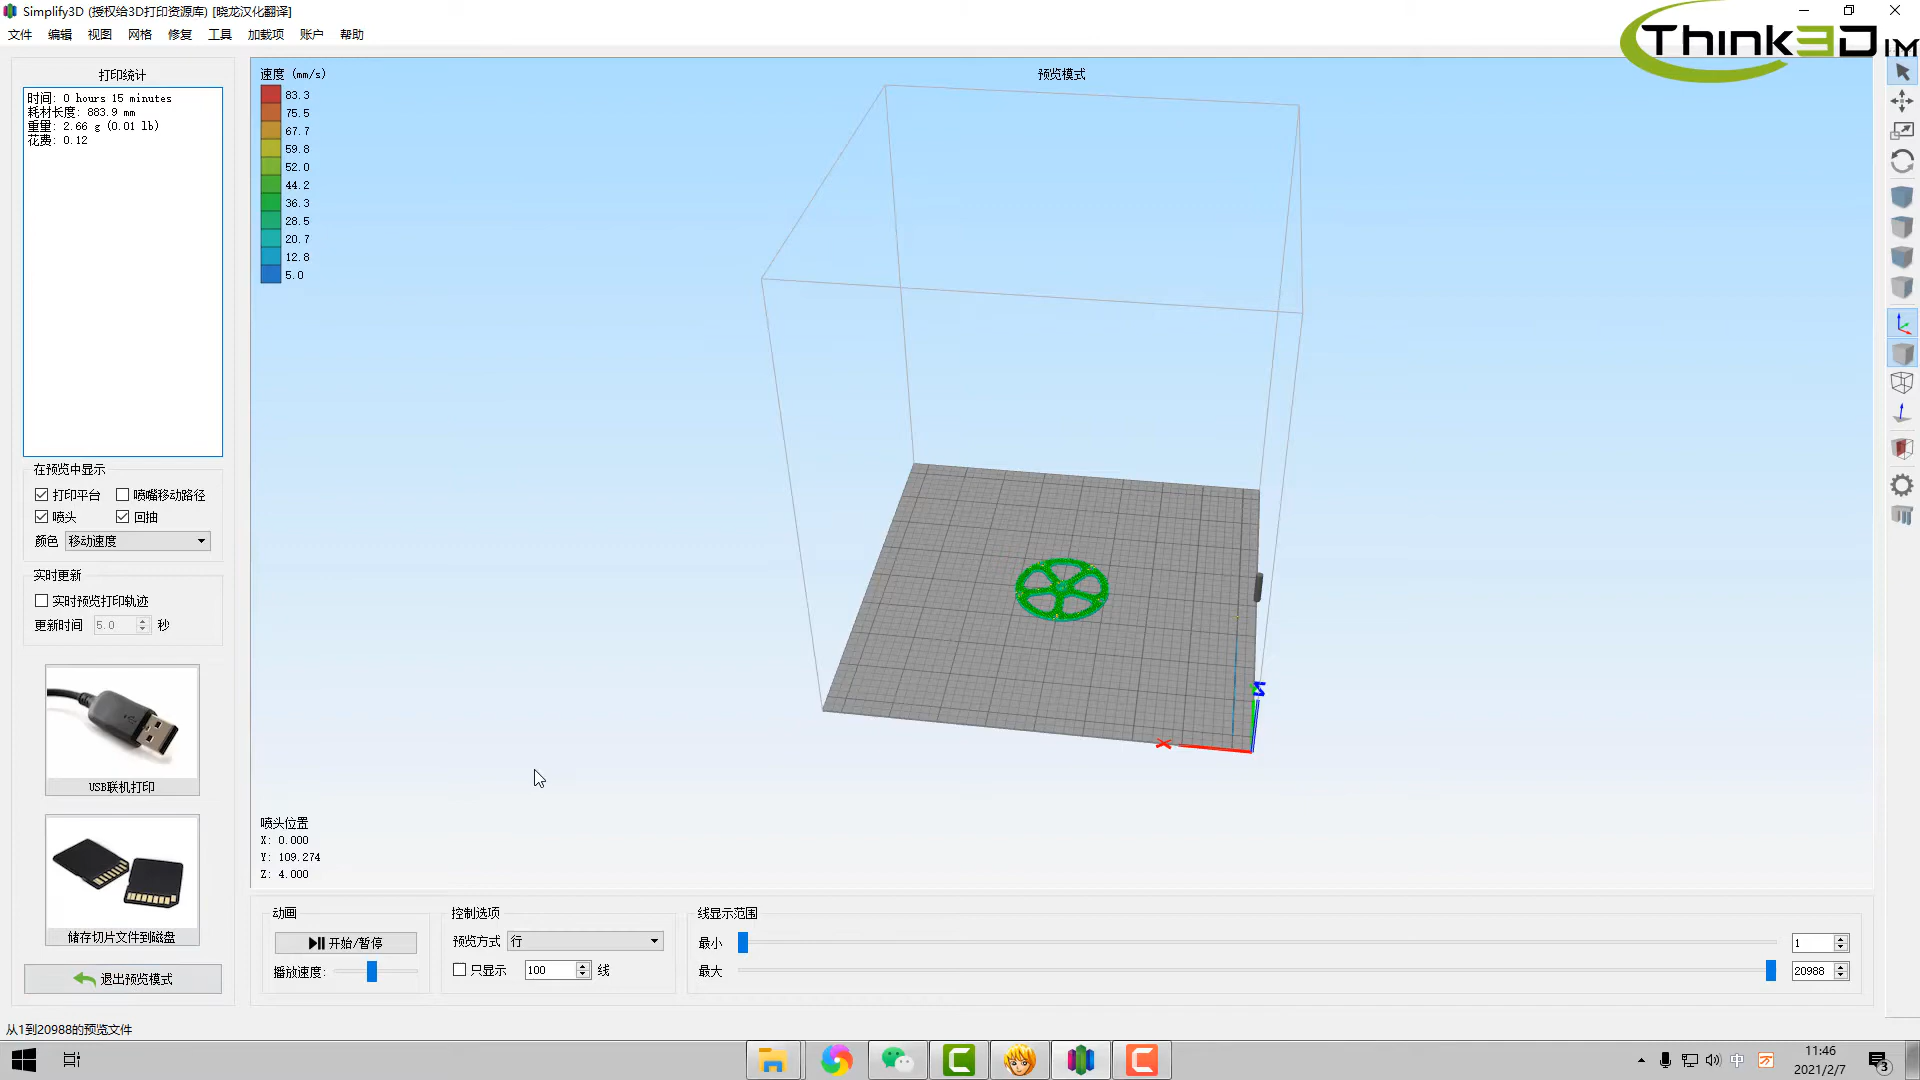 Simplify3D (授权给3D打印资源库) [晓龙汉化翻译]
Think3D IM
文件 编辑 视图 网格 修复 工具 加载项 账户 帮助
打印统计
时间: 0 hours 15 minutes
耗材长度: 883.9 mm
重量: 2.66 g (0.01 lb)
花费: 0.12
在预览中显示
打印平台 喷嘴移动路径
喷头 回抽
颜色 移动速度
实时更新
实时预览打印轨迹
更新时间 5.0 秒
USB联机打印
储存切片文件到磁盘
退出预览模式
速度 (mm/s)
83.3
75.5
67.7
59.8
52.0
44.2
36.3
28.5
20.7
12.8
5.0
预览模式
Z
X
喷头位置
X: 0.000
Y: 109.274
Z: 4.000
动画
开始/暂停
播放速度:
控制选项
预览方式 行
只显示 100 线
线显示范围
最小 1
最大 20988
从1到20988的预览文件
中
11:46
2021/2/7
3